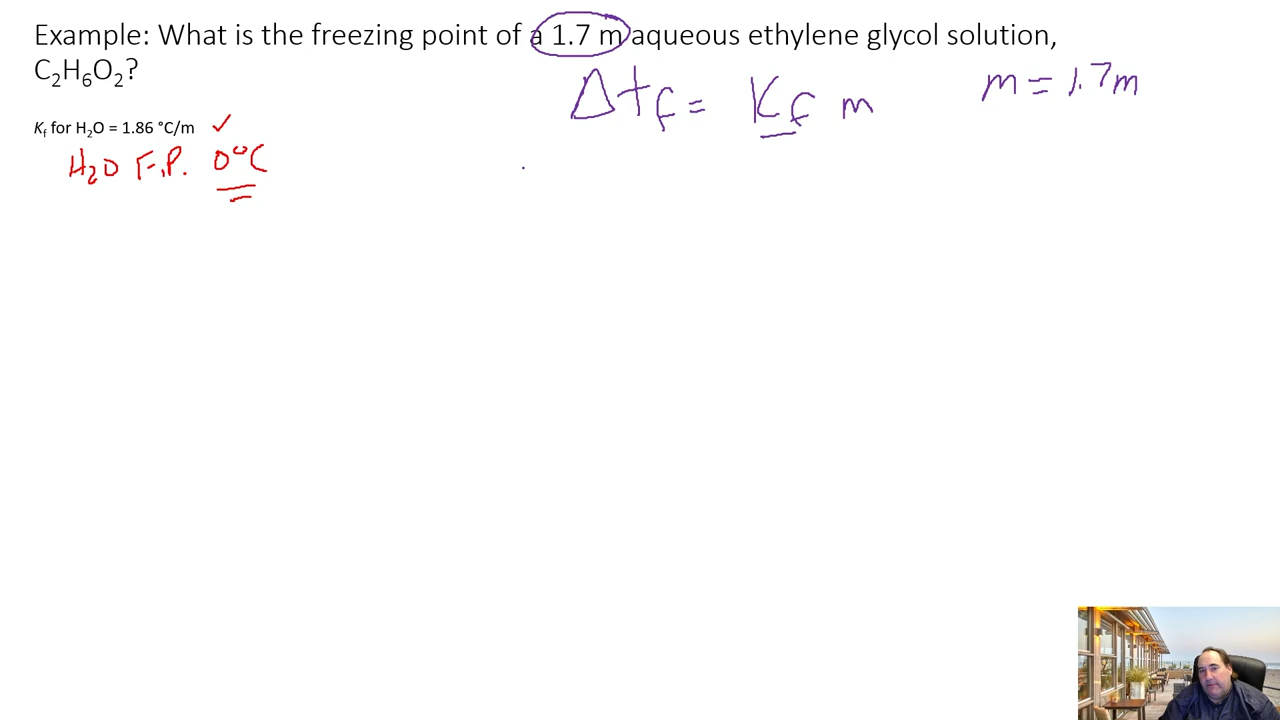 Example: What is the freezing point of a 1.7 m aqueous ethylene glycol solution,
C₂H₆O₂?
Δtf = Kf m
m = 1.7m
Kf for H₂O = 1.86 °C/m ✓
H₂O F.P. 0°C